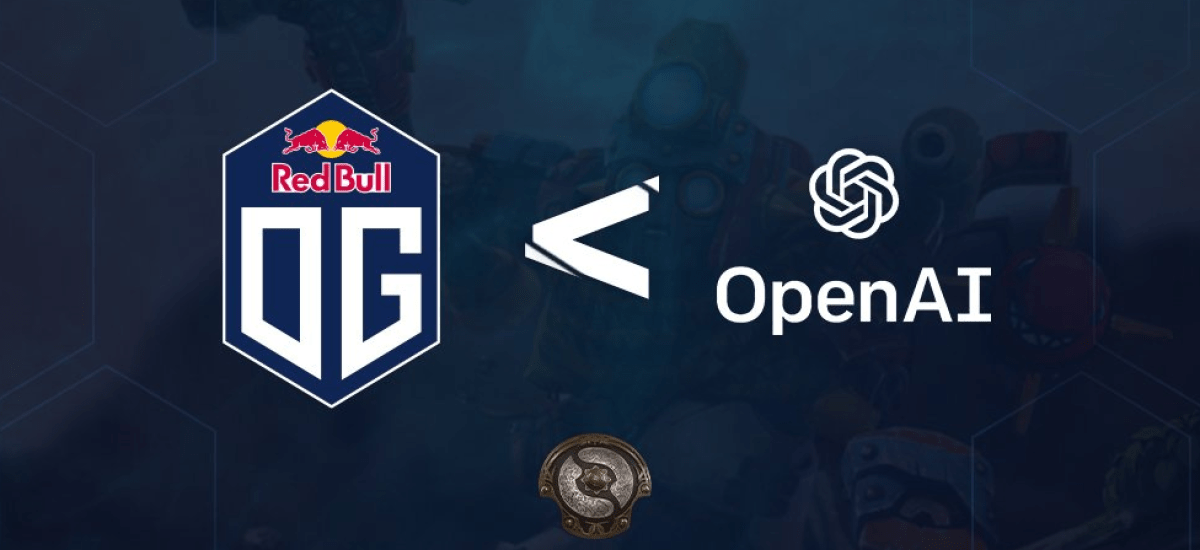 Red Bull
OG
<
OpenAI